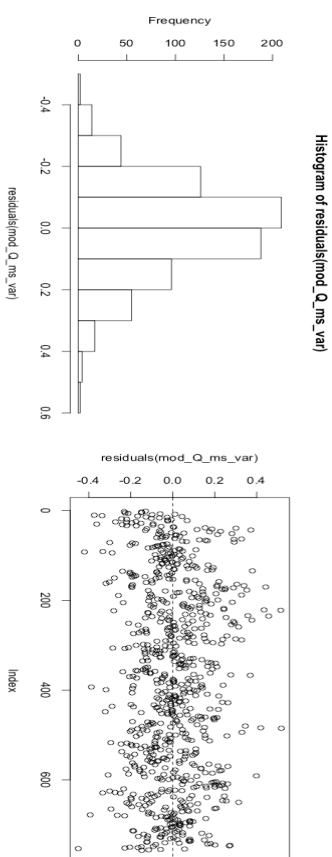 Histogram of residuals(mod_Q_ms_var)
Frequency
0 50 100 150 200
-0.4 -0.2 0.0 0.2 0.4 0.6
residuals(mod_Q_ms_var)
residuals(mod_Q_ms_var)
-0.4 -0.2 0.0 0.2 0.4
0 200 400 600
Index